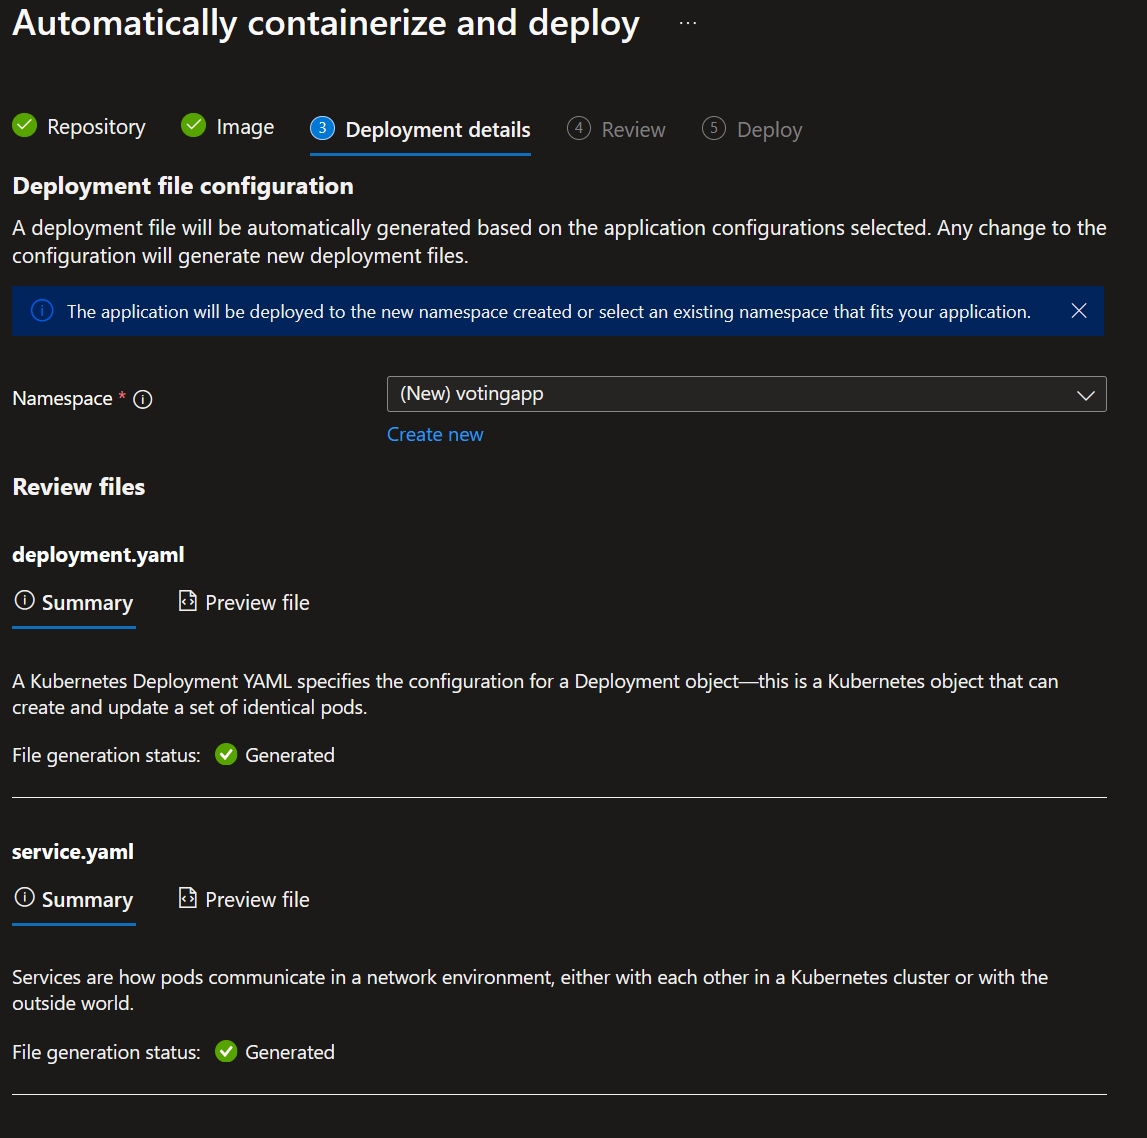 Automatically containerize and deploy ...
Repository Image 3 Deployment details 4 Review 5 Deploy
Deployment file configuration
A deployment file will be automatically generated based on the application configurations selected. Any change to the
configuration will generate new deployment files.
The application will be deployed to the new namespace created or select an existing namespace that fits your application.
Namespace *
(New) votingapp
Create new
Review files
deployment.yaml
Summary Preview file
A Kubernetes Deployment YAML specifies the configuration for a Deployment object—this is a Kubernetes object that can
create and update a set of identical pods.
File generation status: Generated
service.yaml
Summary Preview file
Services are how pods communicate in a network environment, either with each other in a Kubernetes cluster or with the
outside world.
File generation status: Generated